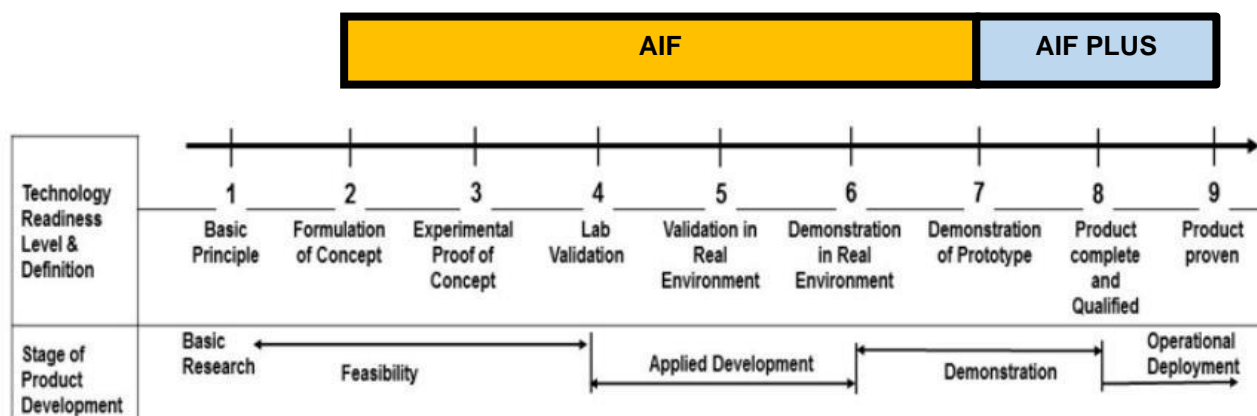 AIF
AIF PLUS
Technology
Readiness
Level &
Definition
1
Basic
Principle
2
Formulation
of Concept
3
Experimental
Proof of
Concept
4
Lab
Validation
5
Validation in
Real
Environment
6
Demonstration
in Real
Environment
7
Demonstration
of Prototype
8
Product
complete
and
Qualified
9
Product
proven
Stage of
Product
Development
Basic
Research
Feasibility
Applied Development
Demonstration
Operational
Deployment